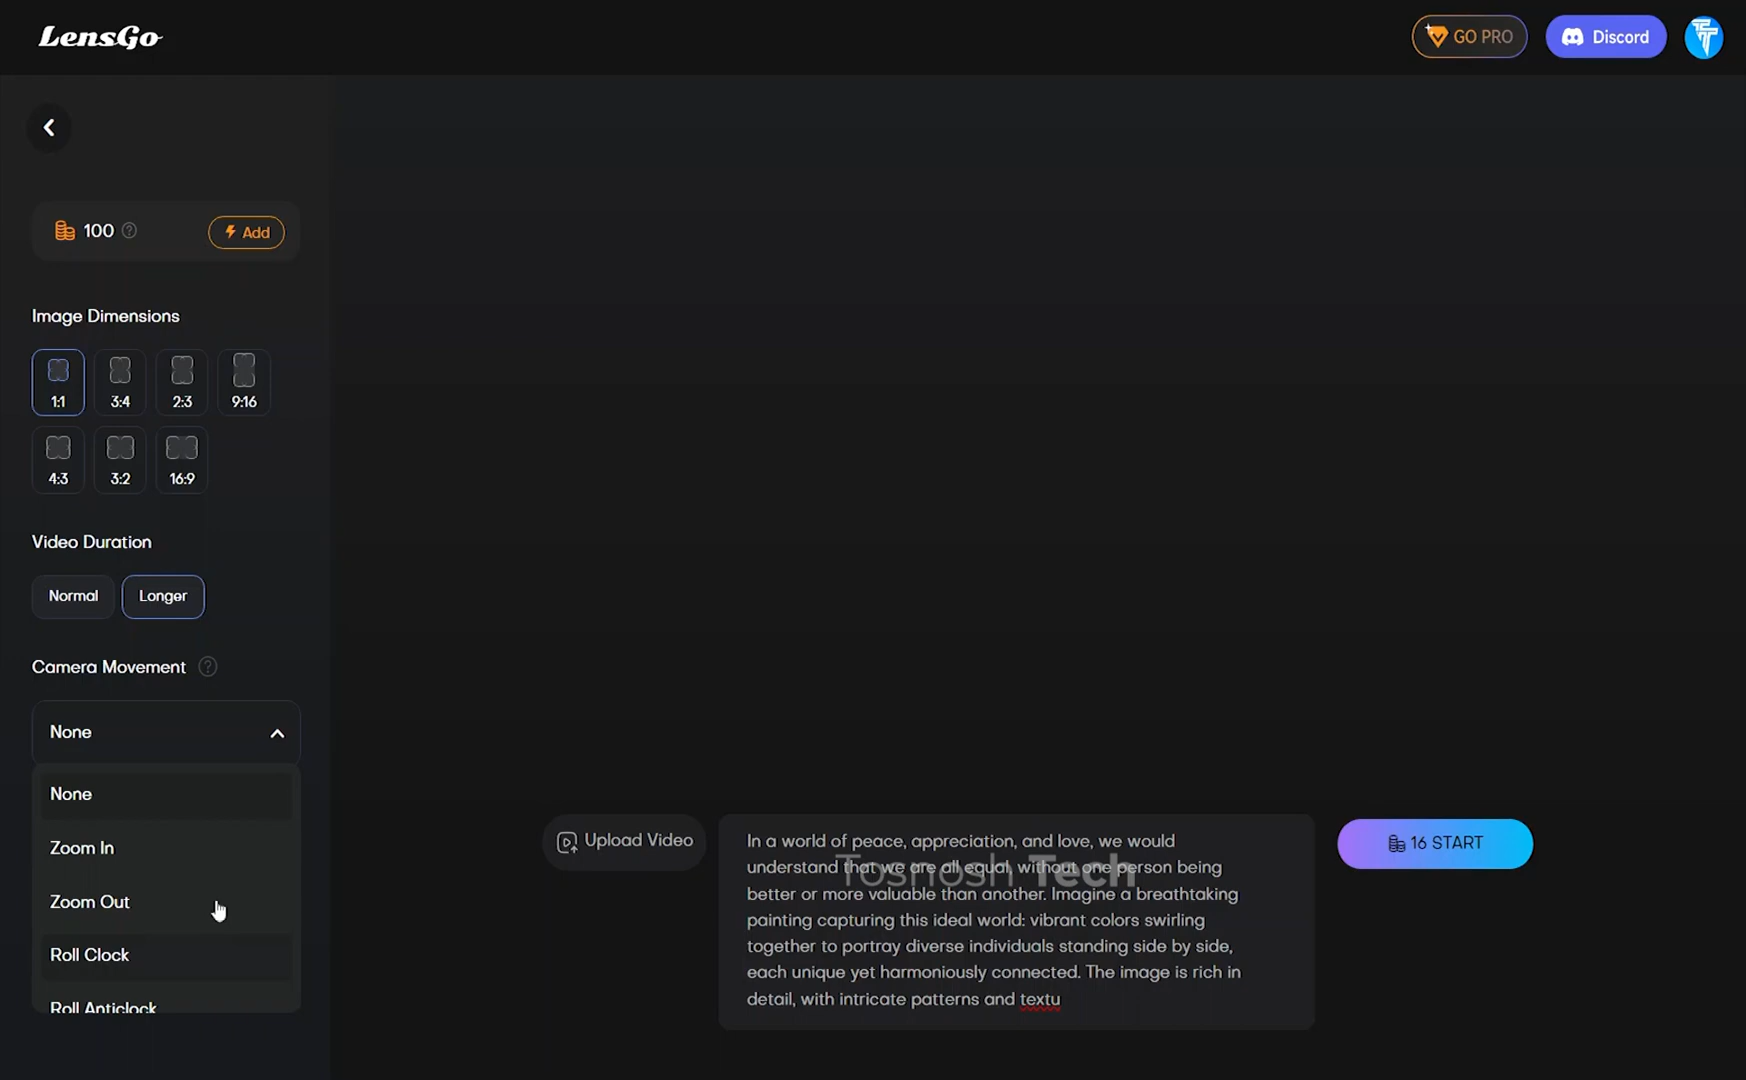 LensGo
GO PRO
Discord
100
Add
Image Dimensions
1:1
3:4
2:3
9:16
4:3
3:2
16:9
Video Duration
Normal
Longer
Camera Movement
None
None
Zoom In
Zoom Out
Roll Clock
Roll Anticlock
Upload Video
In a world of peace, appreciation, and love, we would
understand that we are all equal, without one person being
better or more valuable than another. Imagine a breathtaking
painting capturing this ideal world: vibrant colors swirling
together to portray diverse individuals standing side by side,
each unique yet harmoniously connected. The image is rich in
detail, with intricate patterns and textu
Tosnosh Tech
16 START